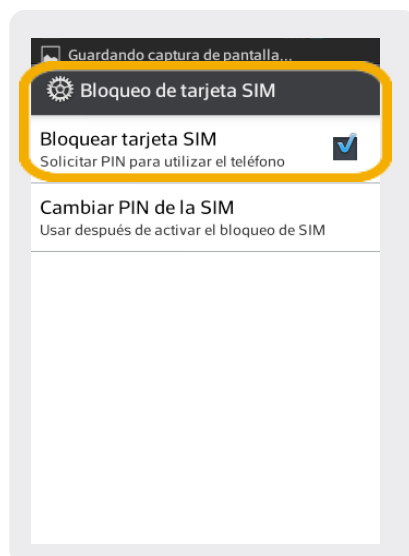 Guardando captura de pantalla...
Bloqueo de tarjeta SIM
Bloquear tarjeta SIM
Solicitar PIN para utilizar el teléfono
Cambiar PIN de la SIM
Usar después de activar el bloqueo de SIM